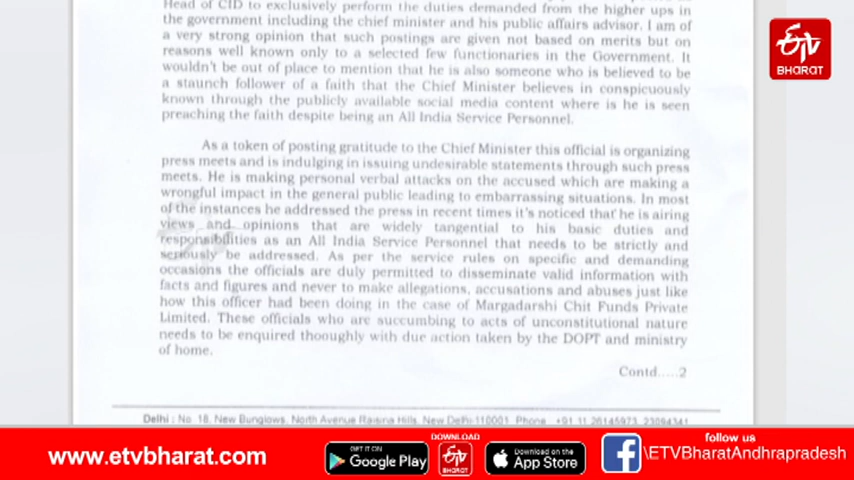 Head of CID to exclusively perform the duties demanded from the higher ups in
the government including the chief minister and his public affairs advisor. I am of
a very strong opinion that such postings are given not based on merits but on
reasons well known only to a selected few functionaries in the Government. It
wouldn't be out of place to mention that he is also someone who is believed to be
a staunch follower of a faith that the Chief Minister believes in conspicuously
known through the publicly available social media content where is he is seen
preaching the faith despite being an All India Service Personnel.
As a token of posting gratitude to the Chief Minister this official is organizing
press meets and is indulging in issuing undesirable statements through such press
meets. He is making personal verbal attacks on the accused which are making a
wrongful impact in the general public leading to embarrassing situations. In most
of the instances he addressed the press in recent times it's noticed that he is airing
views and opinions that are widely tangential to his basic duties and
responsibilities as an All India Service Personnel that needs to be strictly and
seriously be addressed. As per the service rules on specific and demanding
occasions the officials are duly permitted to disseminate valid information with
facts and figures and never to make allegations, accusations and abuses just like
how this officer had been doing in the case of Margadarshi Chit Funds Private
Limited. These officials who are succumbing to acts of unconstitutional nature
needs to be enquired thooughly with due action taken by the DOPT and ministry
of home.
Contd.....2
Delhi : No. 18, New Bunglows, North Avenue Raisina Hills, New Delhi-110001, Phone : +91 11 26145973, 23094341
ETV
BHARAT
www.etvbharat.com
DOWNLOAD
GET IT ON
Google Play
ETV
BHARAT
Download on the
App Store
follow us
\ETVBharatAndhrapradesh